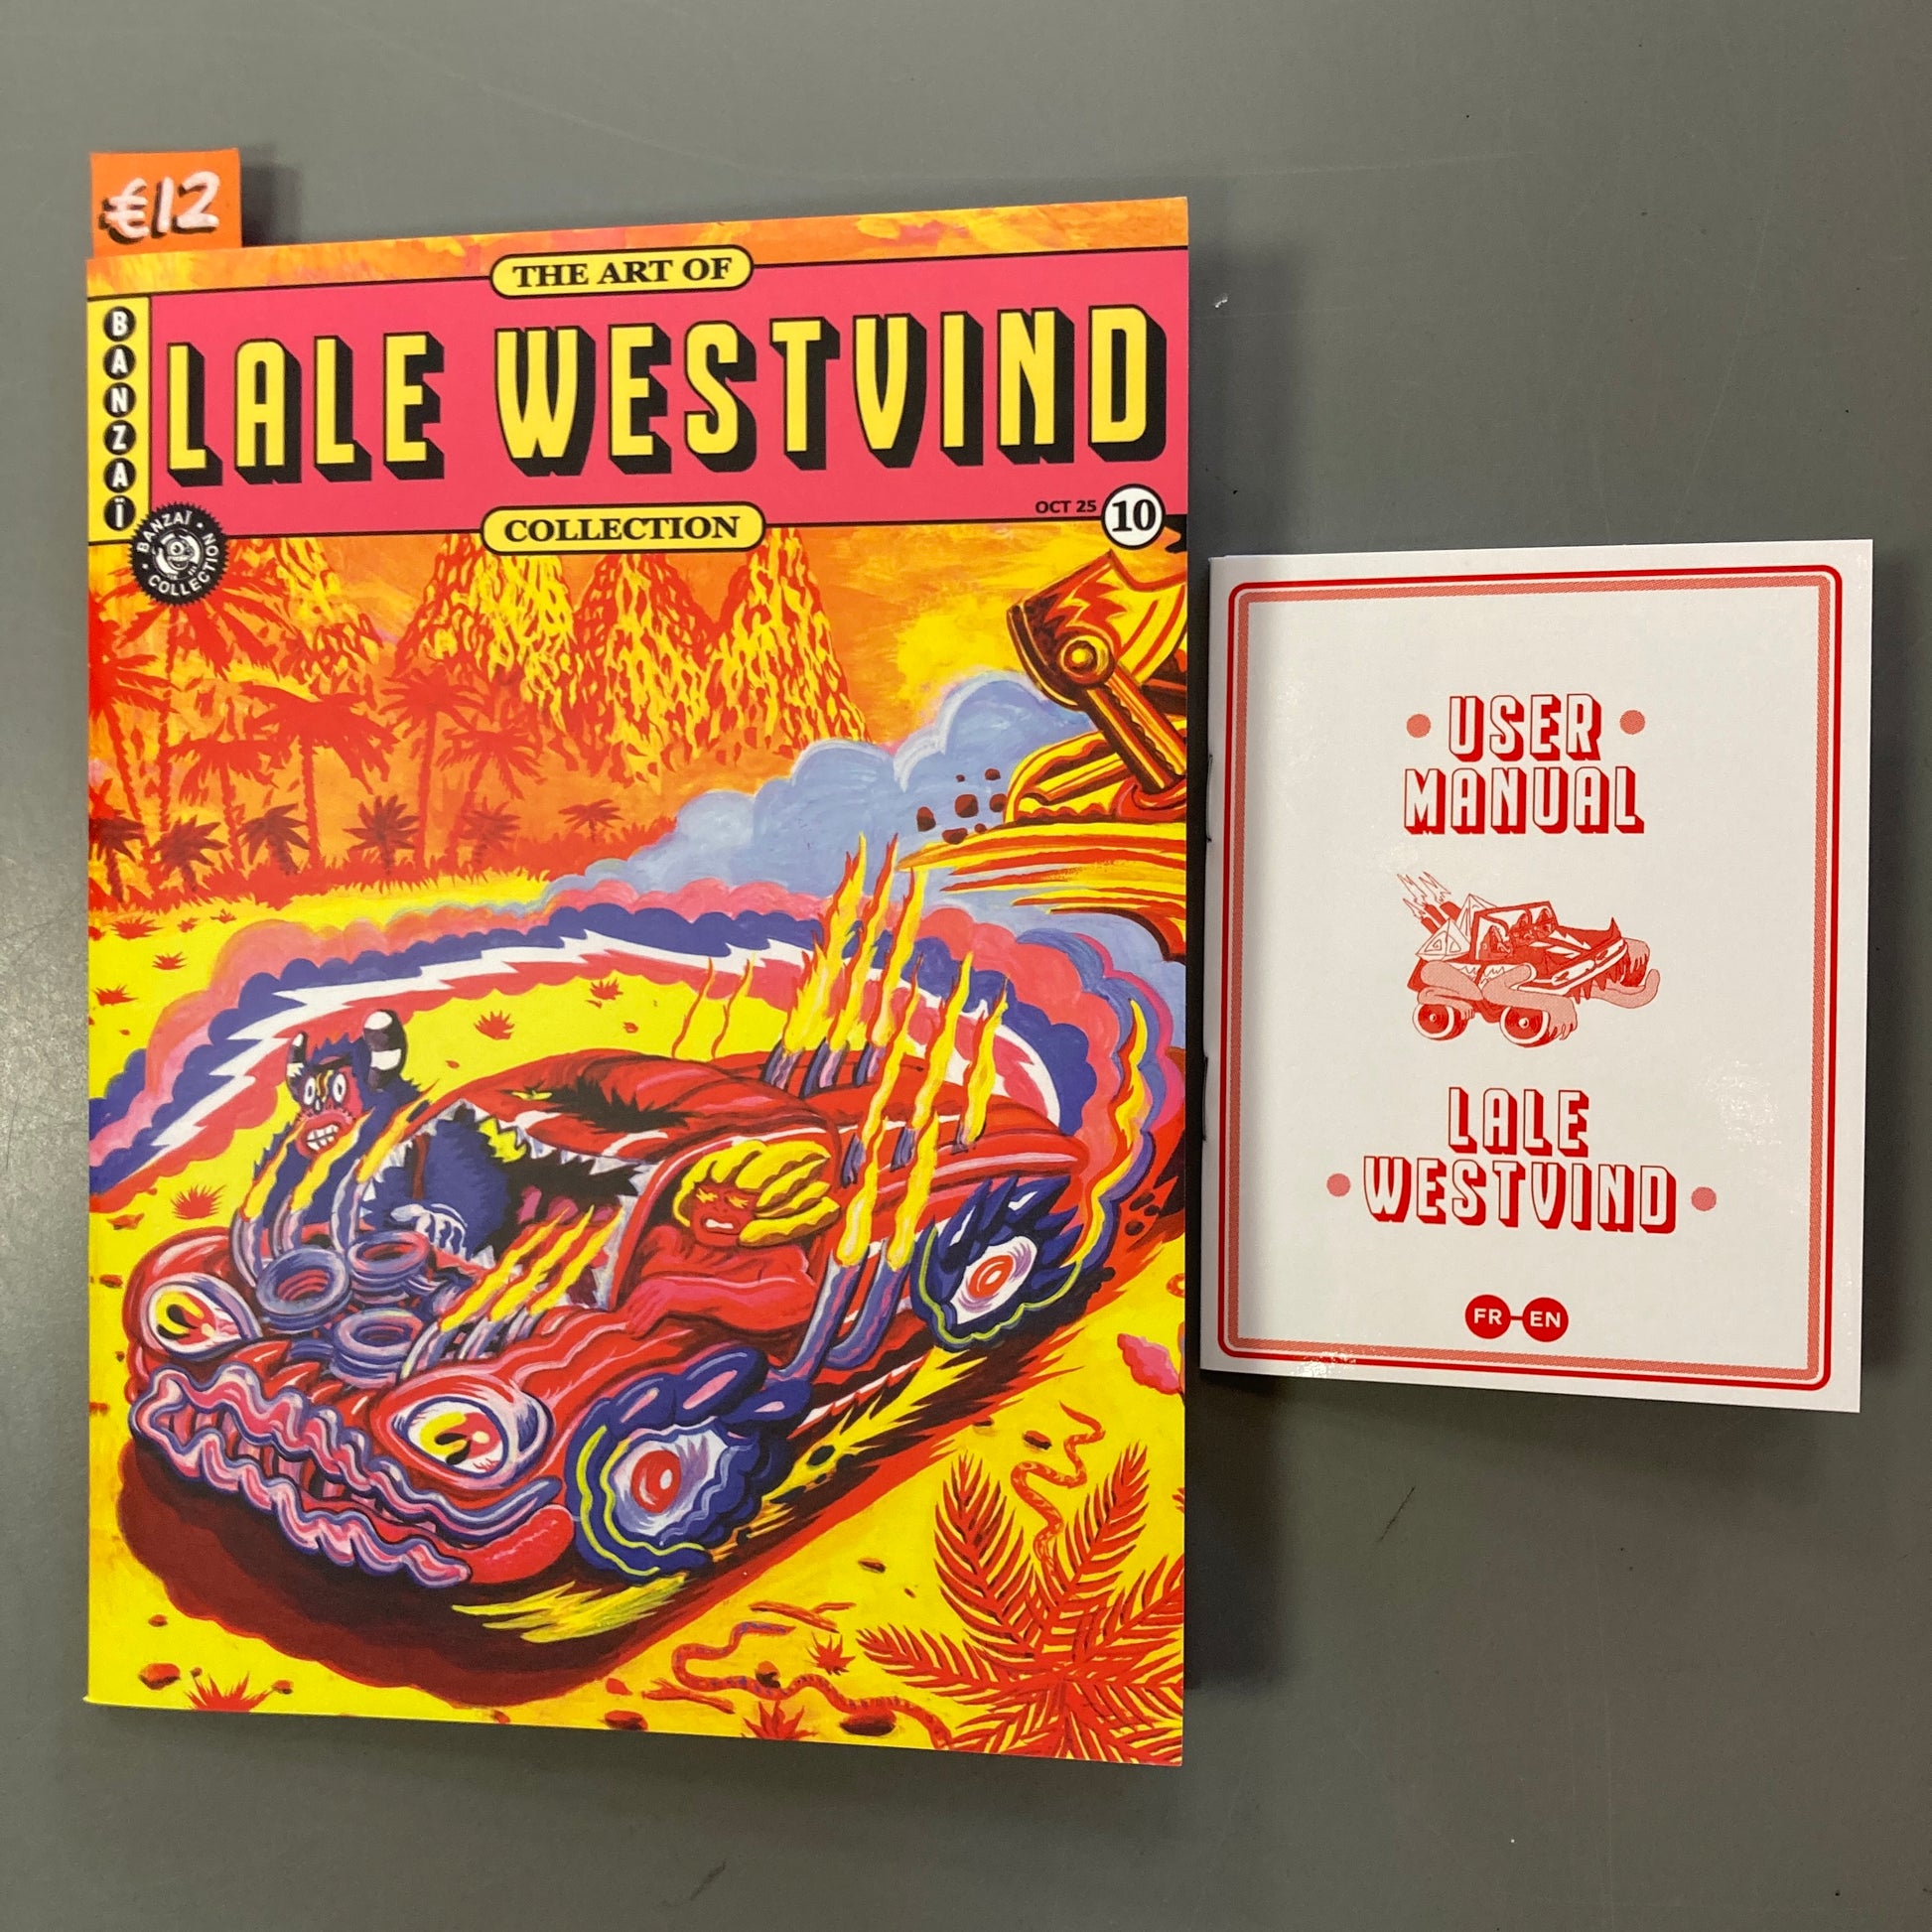 €12
THE ART OF
BANZAÏ
LALE WESTVIND
COLLECTION
OCT 25
10
• BANZAÏ • COLLECTION
• USER •
MANUAL
LALE
• WESTVIND •
FR-EN